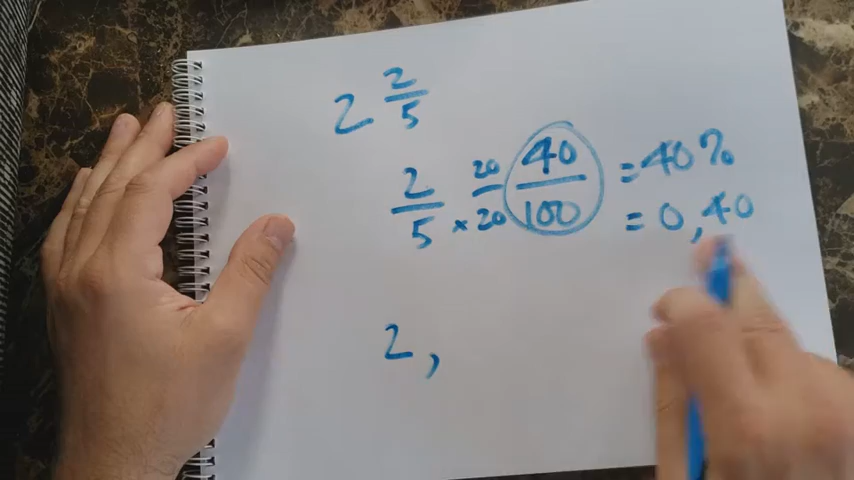 2 2/5
2/5 × 20/20 40/100 = 40%
= 0,40
2,